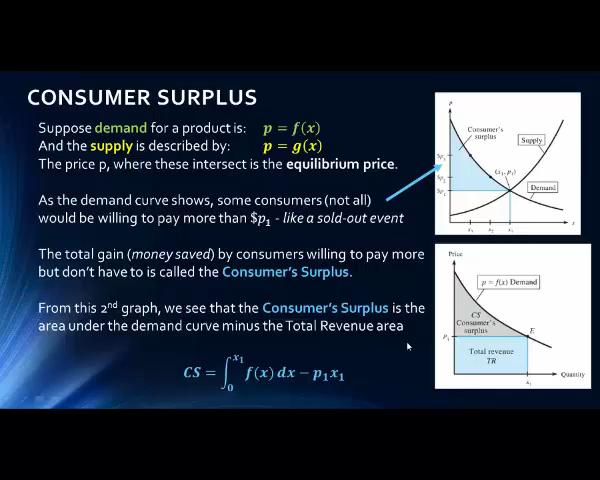 CONSUMER SURPLUS
Suppose demand for a product is: p = f(x)
And the supply is described by: p = g(x)
The price p, where these intersect is the equilibrium price.
As the demand curve shows, some consumers (not all)
would be willing to pay more than $p₁ - like a sold-out event
The total gain (money saved) by consumers willing to pay more
but don't have to is called the Consumer's Surplus.
From this 2nd graph, we see that the Consumer's Surplus is the
area under the demand curve minus the Total Revenue area
CS = ∫₀^x₁ f(x) dx − p₁x₁
p
Consumer's
surplus
Supply
(x₁, p₁)
Demand
x
Price
p = f(x) Demand
CS
Consumer's
surplus
E
p₁
Total revenue
TR
x₁
Quantity